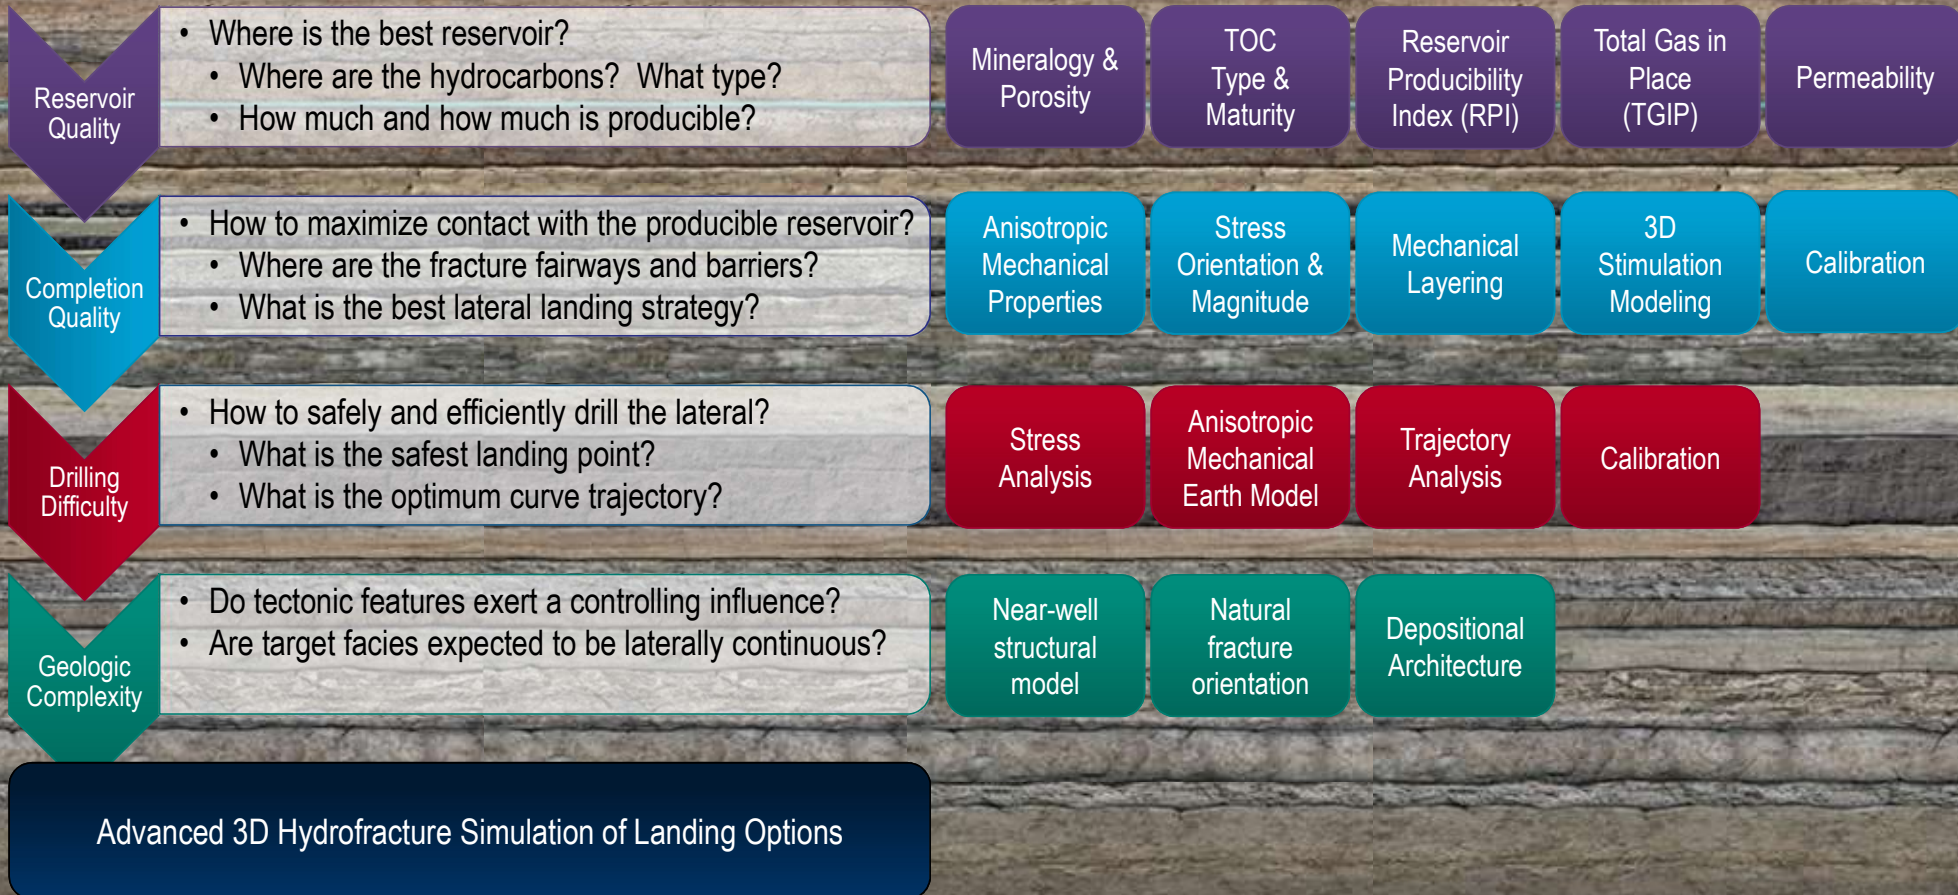 Reservoir
Quality
• Where is the best reservoir?
• Where are the hydrocarbons? What type?
• How much and how much is producible?
Mineralogy &
Porosity
TOC
Type &
Maturity
Reservoir
Producibility
Index (RPI)
Total Gas in
Place
(TGIP)
Permeability
Completion
Quality
• How to maximize contact with the producible reservoir?
• Where are the fracture fairways and barriers?
• What is the best lateral landing strategy?
Anisotropic
Mechanical
Properties
Stress
Orientation &
Magnitude
Mechanical
Layering
3D
Stimulation
Modeling
Calibration
Drilling
Difficulty
• How to safely and efficiently drill the lateral?
• What is the safest landing point?
• What is the optimum curve trajectory?
Stress
Analysis
Anisotropic
Mechanical
Earth Model
Trajectory
Analysis
Calibration
Geologic
Complexity
• Do tectonic features exert a controlling influence?
• Are target facies expected to be laterally continuous?
Near-well
structural
model
Natural
fracture
orientation
Depositional
Architecture
Advanced 3D Hydrofracture Simulation of Landing Options